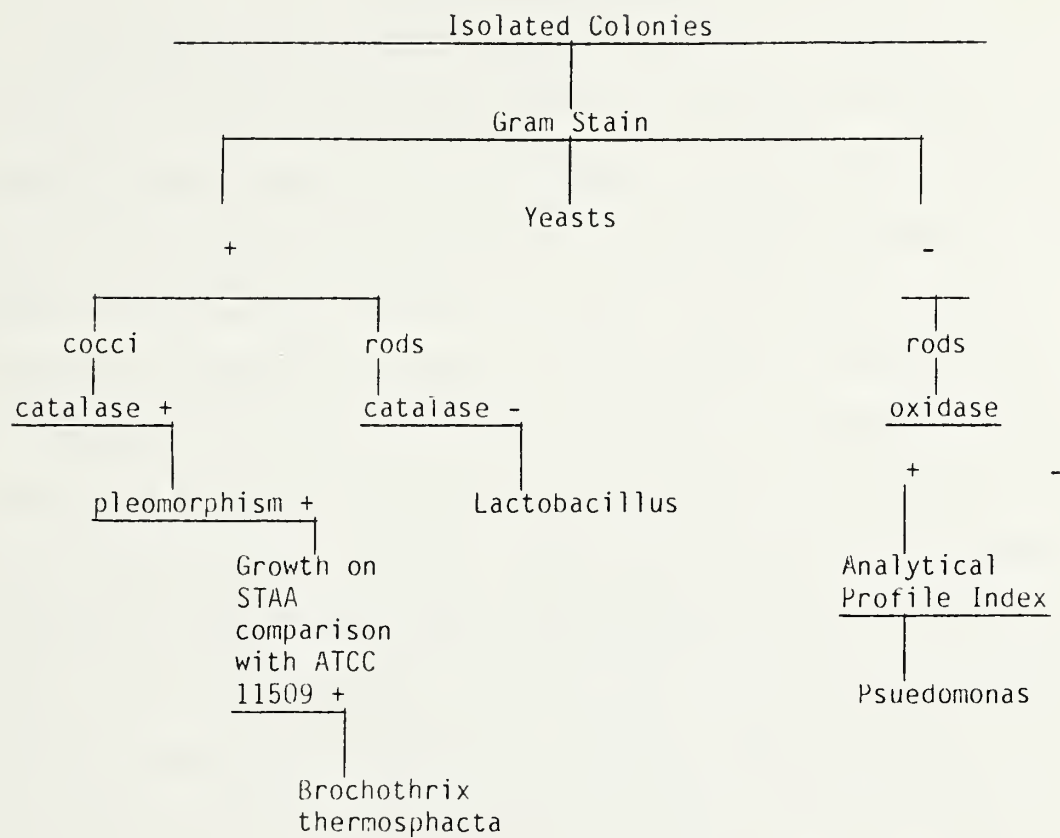 Isolated Colonies
Gram Stain
Yeasts
+
-
cocci
rods
rods
catalase +
catalase -
oxidase
+
-
pleomorphism +
Lactobacillus
Growth on
STAA
comparison
with ATCC
11509 +
Analytical
Profile Index
Psuedomonas
Brochothrix
thermosphacta